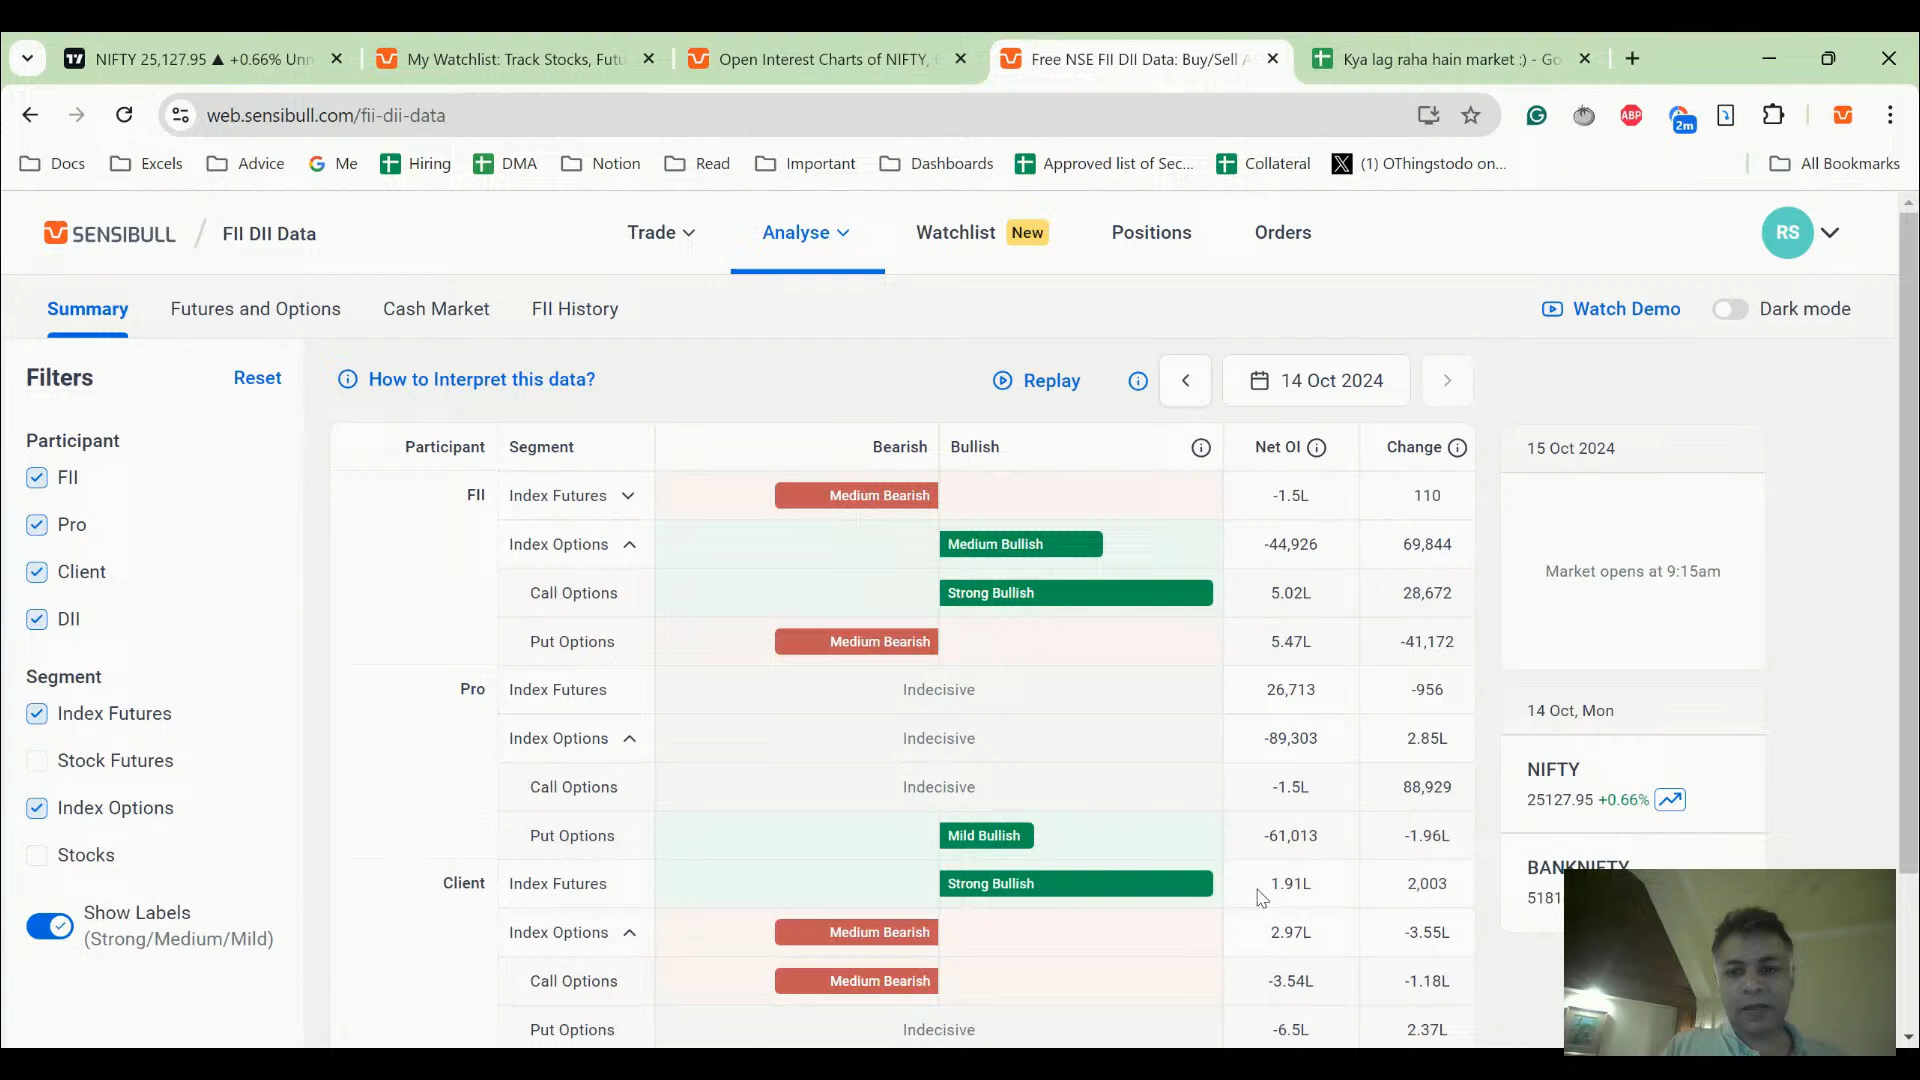 NIFTY 25,127.95 ▲ +0.66% Unn
My Watchlist: Track Stocks, Futu
Open Interest Charts of NIFTY,
Free NSE FII DII Data: Buy/Sell A
Kya lag raha hain market :) - Go
web.sensibull.com/fii-dii-data
ABP
2m
Docs Excels Advice Me Hiring DMA Notion Read Important Dashboards Approved list of Sec... Collateral (1) OThingstodo on... All Bookmarks
SENSIBULL / FII DII Data
Trade Analyse Watchlist New Positions Orders
RS
Summary Futures and Options Cash Market FII History
Watch Demo Dark mode
Filters Reset
How to Interpret this data?
Replay 14 Oct 2024
Participant
FII
Pro
Client
DII
Segment
Index Futures
Stock Futures
Index Options
Stocks
Show Labels
(Strong/Medium/Mild)
Participant Segment Bearish Bullish Net OI Change
FII Index Futures Medium Bearish -1.5L 110
Index Options Medium Bullish -44,926 69,844
Call Options Strong Bullish 5.02L 28,672
Put Options Medium Bearish 5.47L -41,172
Pro Index Futures Indecisive 26,713 -956
Index Options Indecisive -89,303 2.85L
Call Options Indecisive -1.5L 88,929
Put Options Mild Bullish -61,013 -1.96L
Client Index Futures Strong Bullish 1.91L 2,003
Index Options Medium Bearish 2.97L -3.55L
Call Options Medium Bearish -3.54L -1.18L
Put Options Indecisive -6.5L 2.37L
15 Oct 2024
Market opens at 9:15am
14 Oct, Mon
NIFTY
25127.95 +0.66%
BANKNIFTY
5181